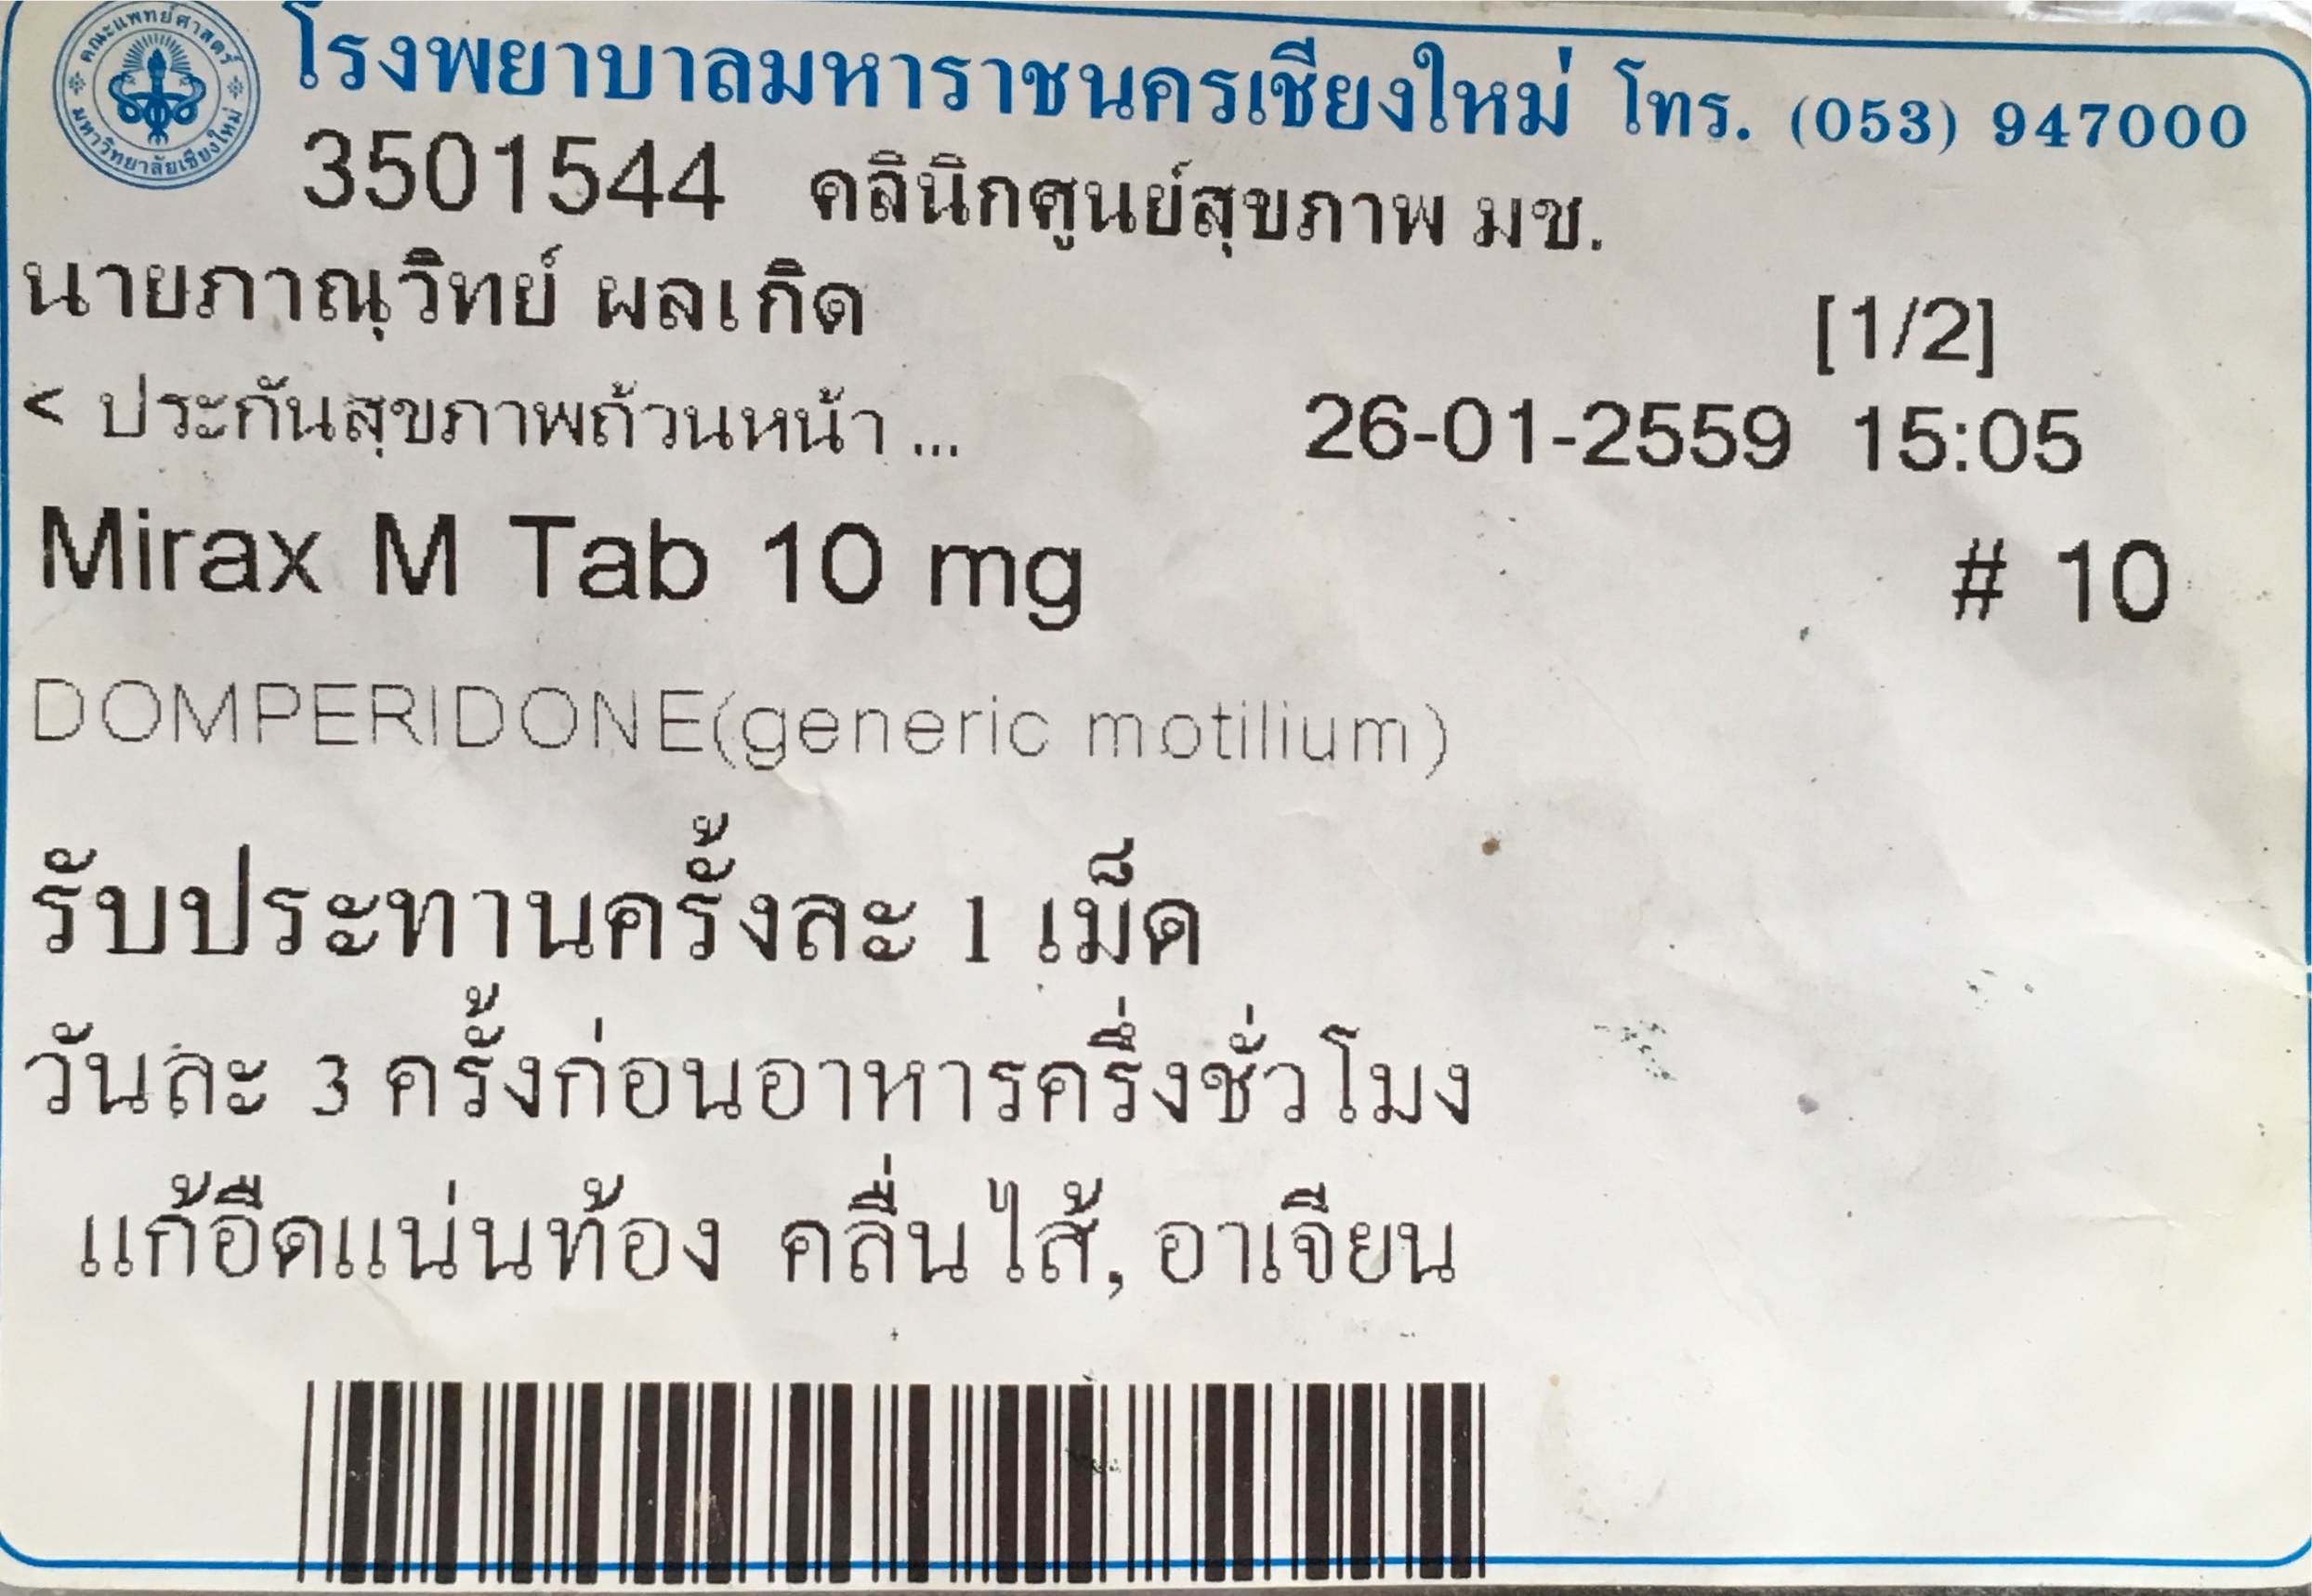 คณะแพทยศาสตร์
มหาวิทยาลัยเชียงใหม่
โรงพยาบาลมหาราชนครเชียงใหม่ โทร. (053) 947000
3501544 คลินิกศูนย์สุขภาพ มช.
นายภาณุวิทย์ ผลเกิด [1/2]
< ประกันสุขภาพถ้วนหน้า ... 26-01-2559 15:05
Mirax M Tab 10 mg # 10
DOMPERIDONE(generic motilium)
รับประทานครั้งละ 1 เม็ด
วันละ 3 ครั้งก่อนอาหารครึ่งชั่วโมง
แก้อืดแน่นท้อง คลื่นไส้, อาเจียน